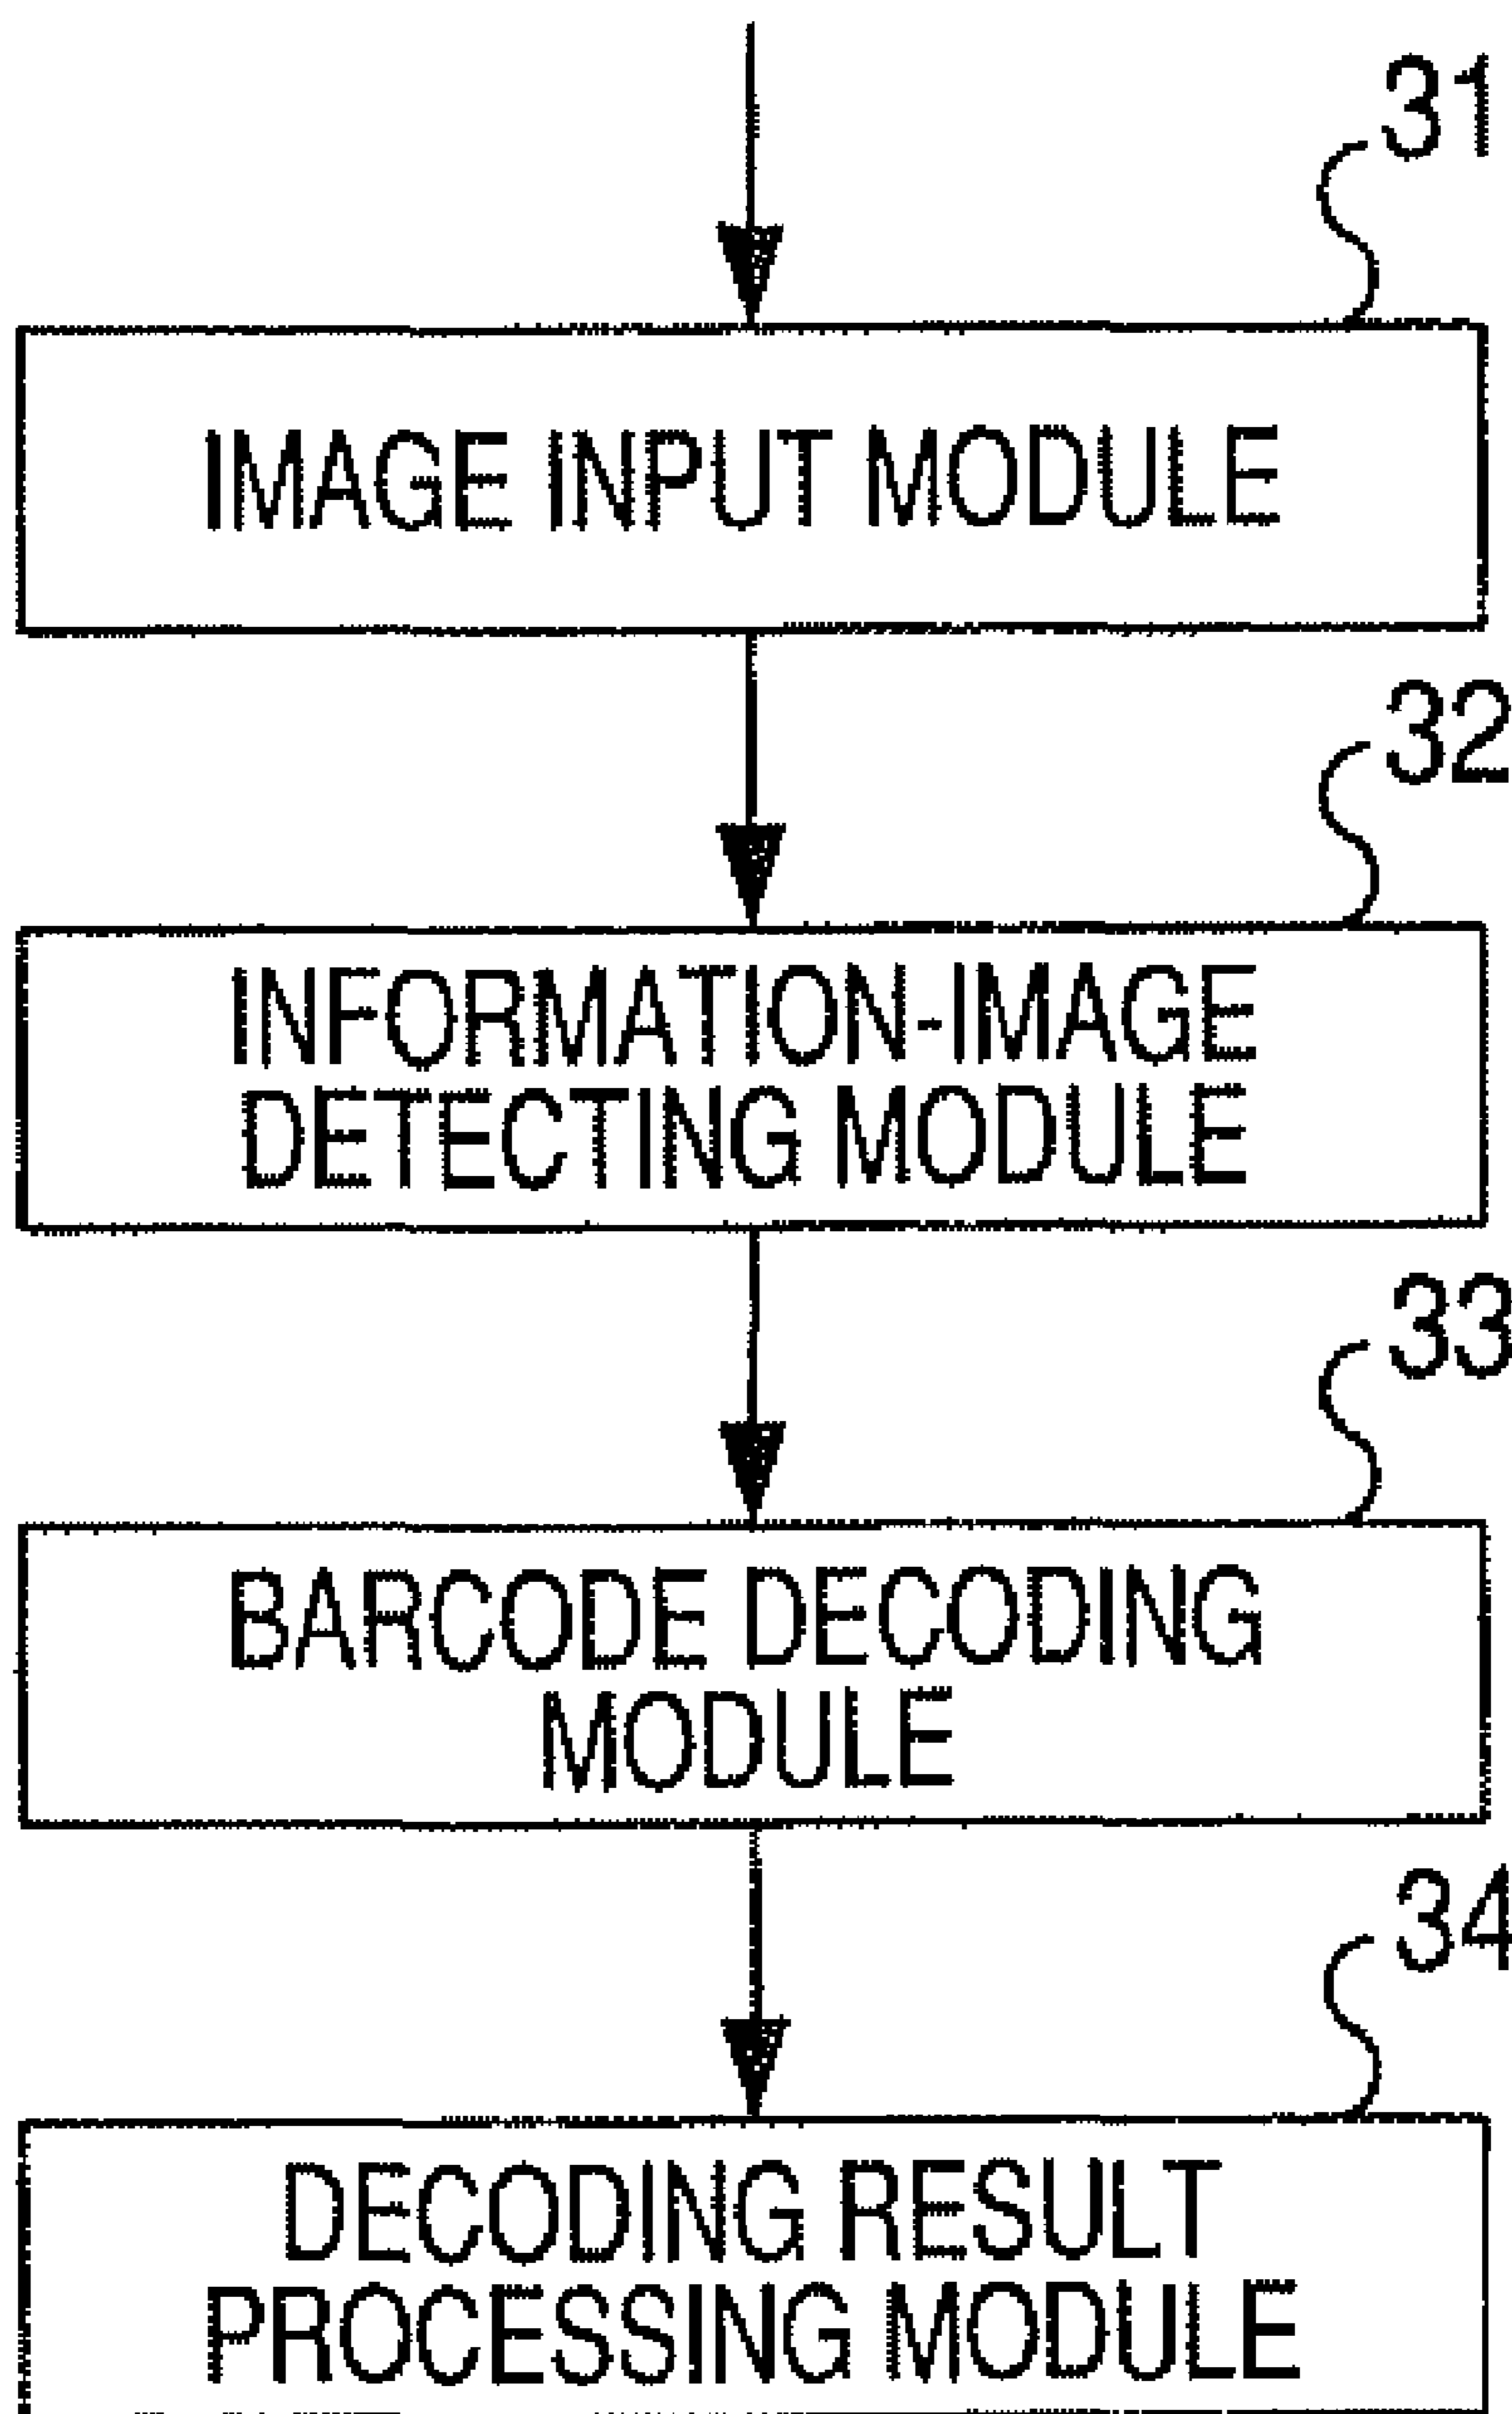 31
IMAGE INPUT MODULE
32
INFORMATION-IMAGE
DETECTING MODULE
33
BARCODE DECODING
MODULE
34
DECODING RESULT
PROCESSING MODULE